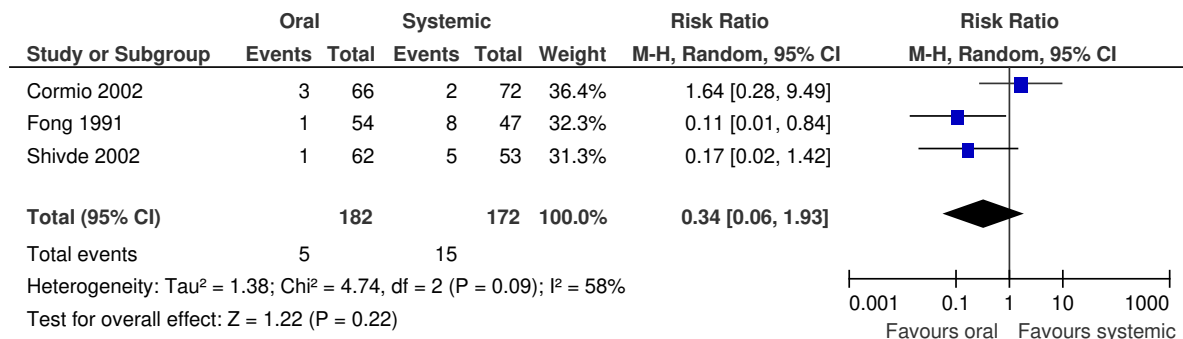 Oral Systemic Risk Ratio Risk Ratio
Study or Subgroup Events Total Events Total Weight M-H, Random, 95% CI M-H, Random, 95% CI
Cormio 2002 3 66 2 72 36.4% 1.64 [0.28, 9.49]
Fong 1991 1 54 8 47 32.3% 0.11 [0.01, 0.84]
Shivde 2002 1 62 5 53 31.3% 0.17 [0.02, 1.42]
Total (95% CI) 182 172 100.0% 0.34 [0.06, 1.93]
Total events 5 15
Heterogeneity: Tau² = 1.38; Chi² = 4.74, df = 2 (P = 0.09); I² = 58%
Test for overall effect: Z = 1.22 (P = 0.22)
0.001 0.1 1 10 1000
Favours oral Favours systemic